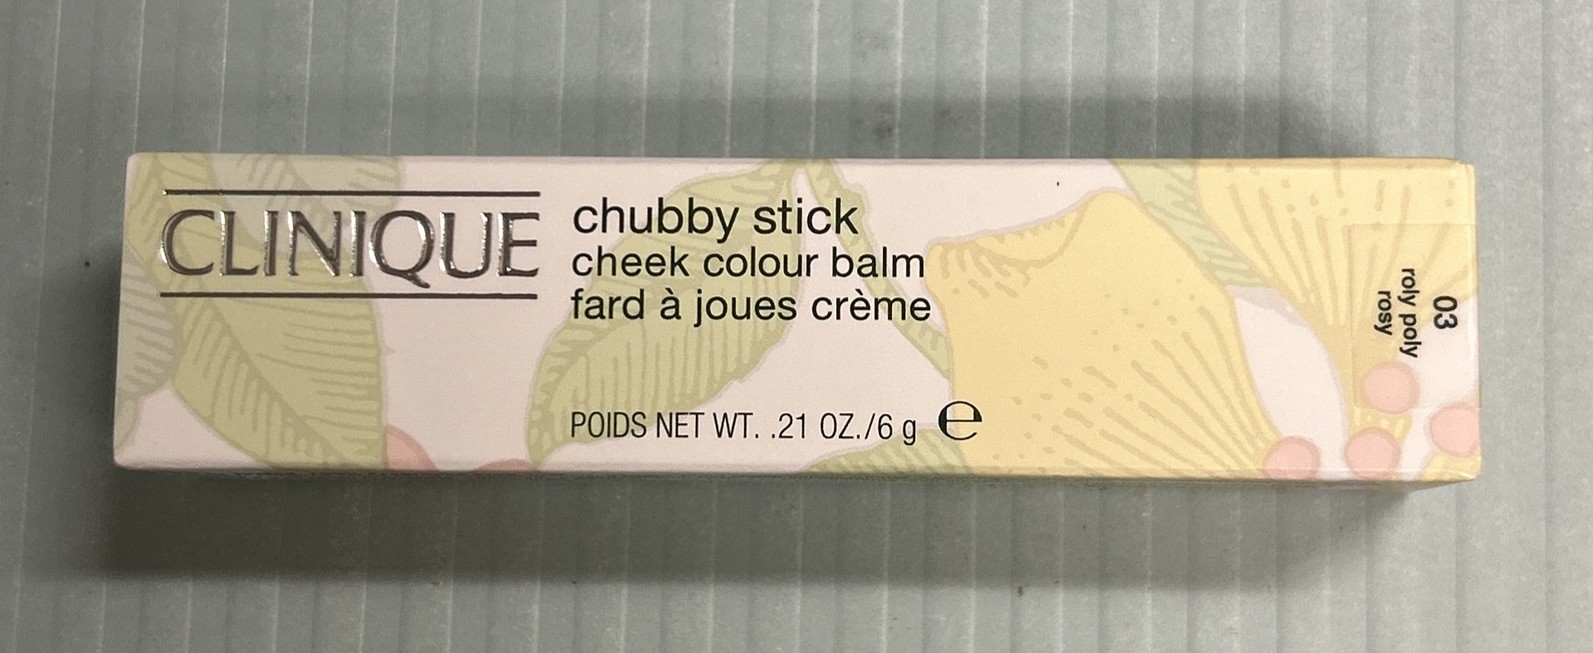 CLINIQUE
chubby stick
cheek colour balm
fard à joues crème
POIDS NET WT. .21 OZ./6 g ℮
03
roly poly
rosy